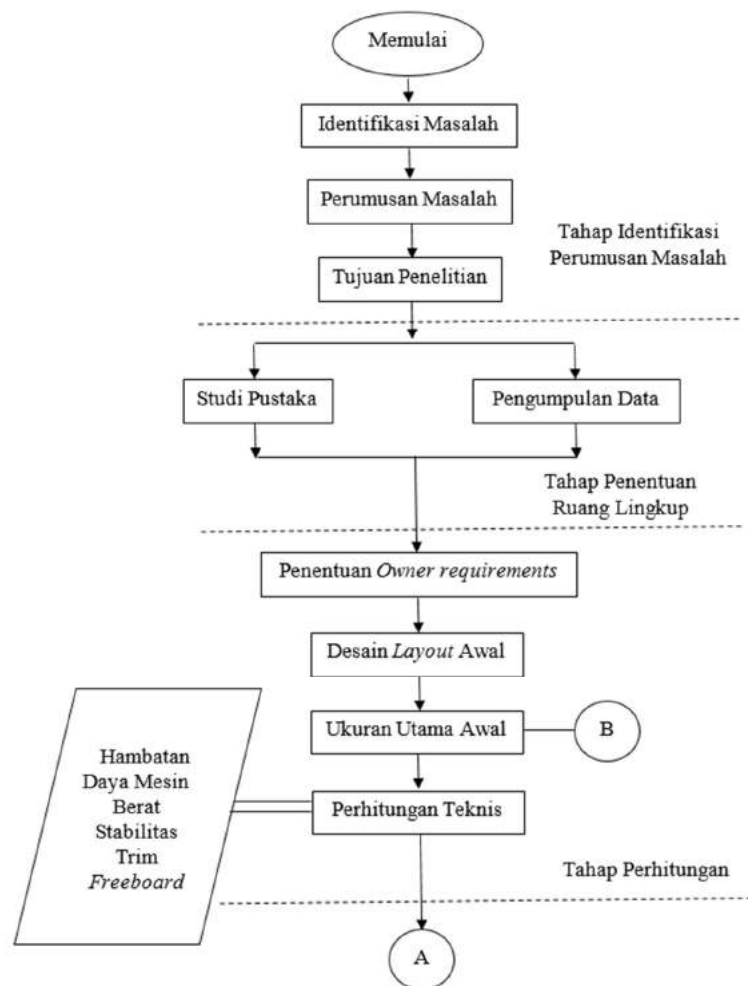 Memulai
Identifikasi Masalah
Perumusan Masalah
Tahap Identifikasi
Perumusan Masalah
Tujuan Penelitian
Studi Pustaka
Pengumpulan Data
Tahap Penentuan
Ruang Lingkup
Penentuan Owner requirements
Desain Layout Awal
Ukuran Utama Awal
B
Hambatan
Daya Mesin
Berat
Stabilitas
Trim
Freeboard
Perhitungan Teknis
Tahap Perhitungan
A